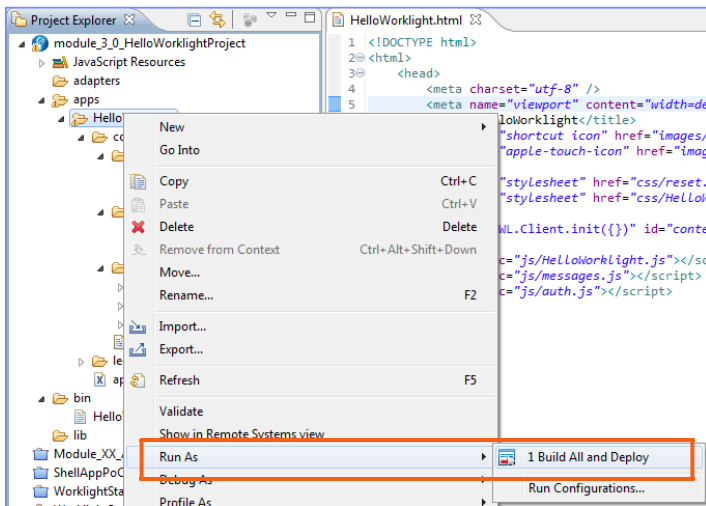 Project Explorer
module_3_0_HelloWorklightProject
JavaScript Resources
adapters
apps
Hello
bin
Hello
lib
Module_XX_
ShellAppPoC
WorklightSta
New
Go Into
Copy Ctrl+C
Paste Ctrl+V
Delete Delete
Remove from Context Ctrl+Alt+Shift+Down
Move...
Rename... F2
Import...
Export...
Refresh F5
Validate
Show in Remote Systems view
Run As
Debug As
Profile As
1 Build All and Deploy
Run Configurations...
HelloWorklight.html
1 <!DOCTYPE html>
2 <html>
3 <head>
4 <meta charset="utf-8" />
5 <meta name="viewport" content="width=de
loWorklight</title>
"shortcut icon" href="images/
"apple-touch-icon" href="imag
"stylesheet" href="css/reset.
"stylesheet" href="css/HelloW
WL.Client.init({})" id="conte
c="js/HelloWorklight.js"></sc
c="js/messages.js"></script>
c="js/auth.js"></script>